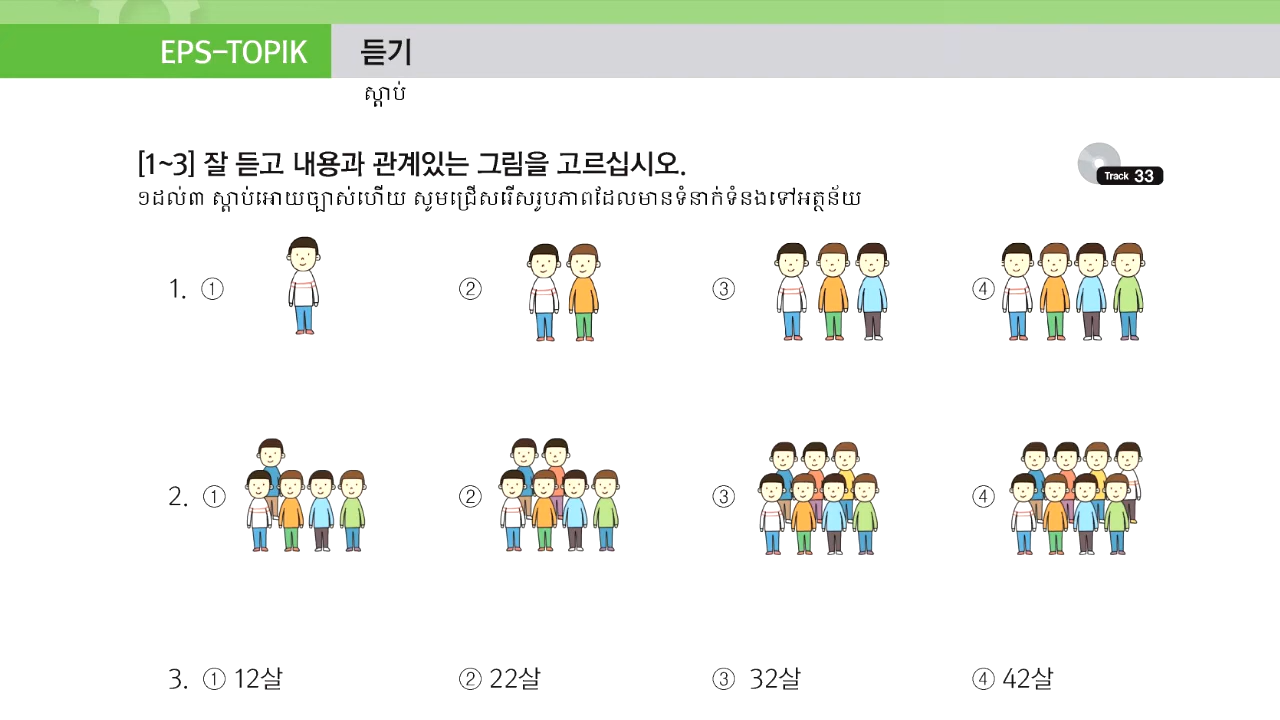 EPS-TOPIK 듣기
ស្តាប់
[1~3] 잘 듣고 내용과 관계있는 그림을 고르십시오.
Track 33
១ដល់៣ ស្តាប់អោយច្បាស់ហើយ សូមជ្រើសរើសរូបភាពដែលមានទំនាក់ទំនងទៅអត្ថន័យ
1. ① ② ③ ④
2. ① ② ③ ④
3. ① 12살 ② 22살 ③ 32살 ④ 42살